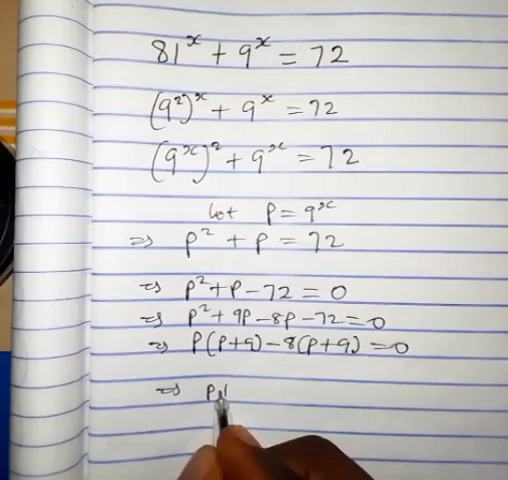 81^x + 9^x = 72
(9^2)^x + 9^x = 72
(9^x)^2 + 9^x = 72
let p = 9^x
⇒ p^2 + p = 72
⇒ p^2 + p - 72 = 0
⇒ p^2 + 9p - 8p - 72 = 0
⇒ p(p+9) - 8(p+9) = 0
⇒ p